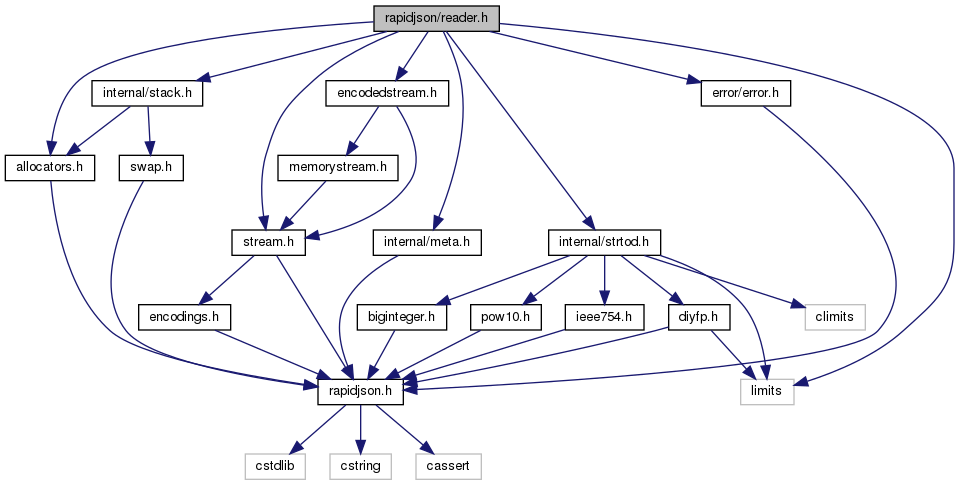 rapidjson/reader.h
internal/stack.h
encodedstream.h
error/error.h
allocators.h
swap.h
memorystream.h
stream.h
internal/meta.h
internal/strtod.h
encodings.h
biginteger.h
pow10.h
ieee754.h
diyfp.h
climits
rapidjson.h
limits
cstdlib
cstring
cassert